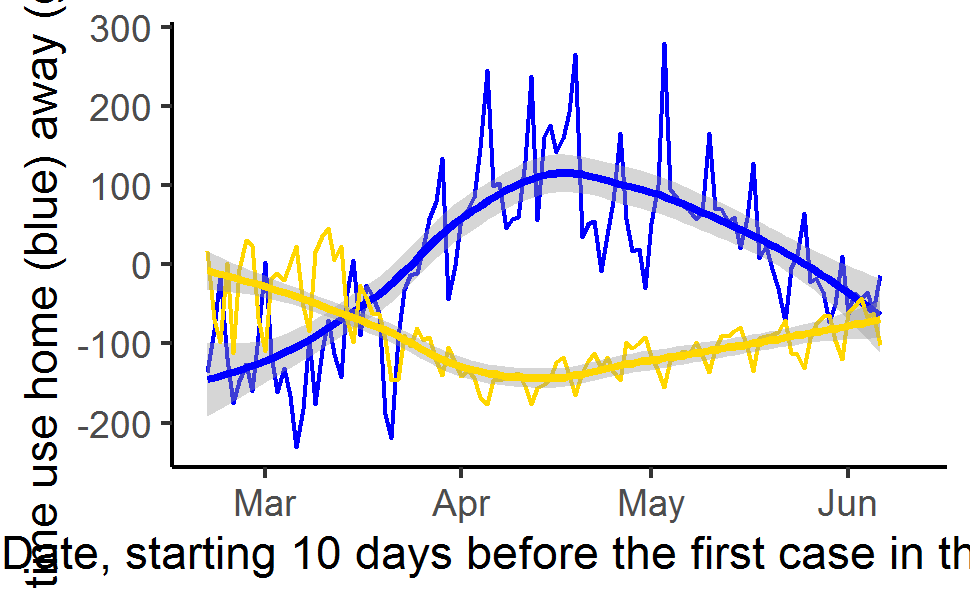 time use home (blue) away (
300
200
100
0
-100
-200
Mar Apr May Jun
Date, starting 10 days before the first case in th